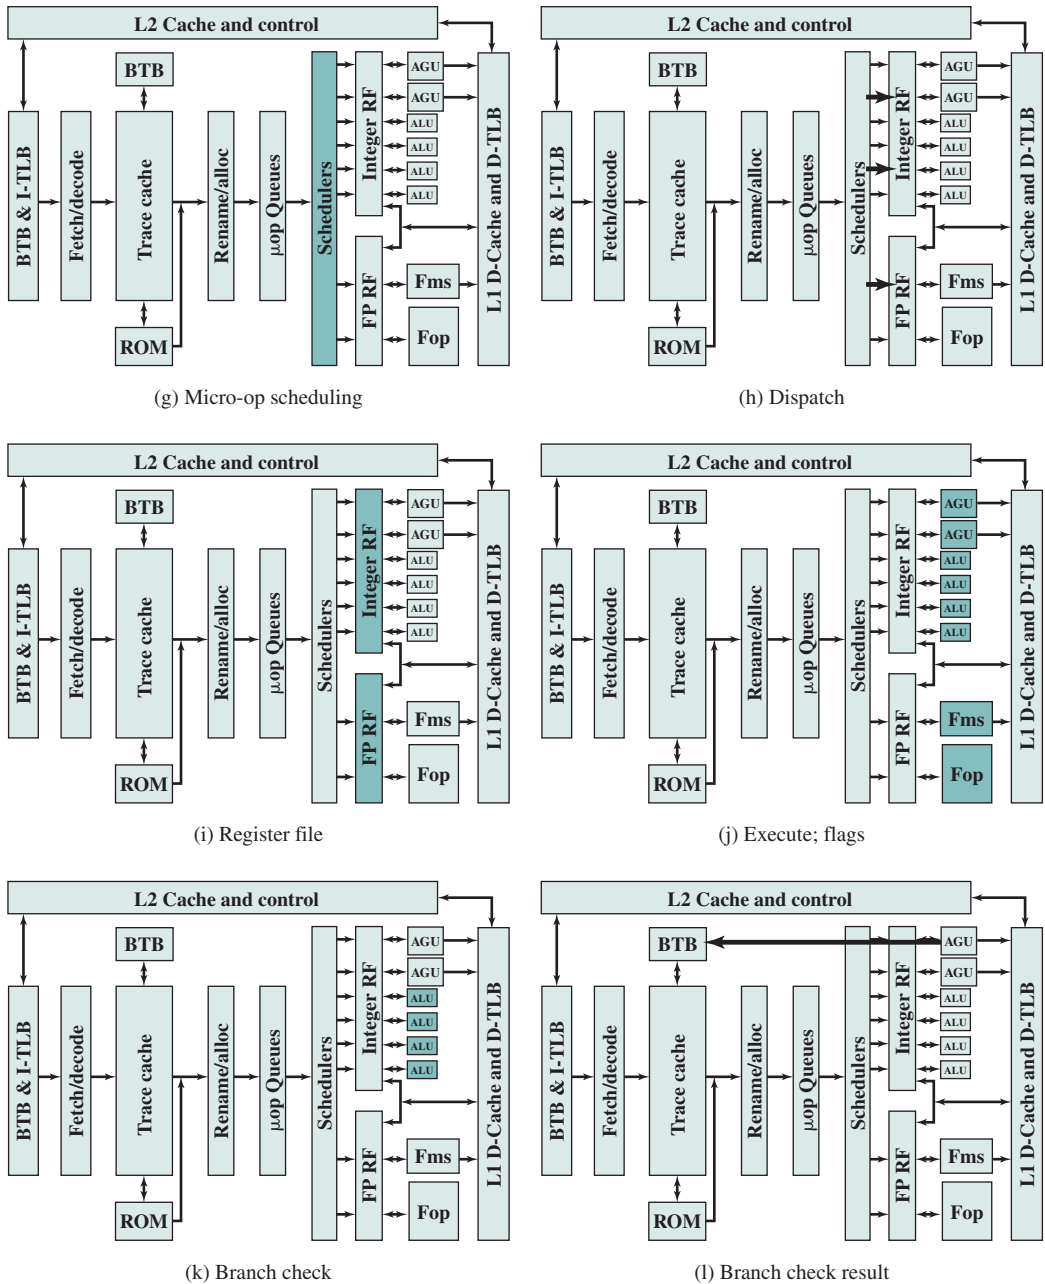 L2 Cache and control
BTB
BTB & I-TLB
Fetch/decode
Trace cache
ROM
Rename/alloc
μop Queues
Schedulers
Integer RF
FP RF
AGU
AGU
ALU
ALU
ALU
ALU
Fms
Fop
L1 D-Cache and D-TLB
(g) Micro-op scheduling
L2 Cache and control
BTB
BTB & I-TLB
Fetch/decode
Trace cache
ROM
Rename/alloc
μop Queues
Schedulers
Integer RF
FP RF
AGU
AGU
ALU
ALU
ALU
ALU
Fms
Fop
L1 D-Cache and D-TLB
(h) Dispatch
L2 Cache and control
BTB
BTB & I-TLB
Fetch/decode
Trace cache
ROM
Rename/alloc
μop Queues
Schedulers
Integer RF
FP RF
AGU
AGU
ALU
ALU
ALU
ALU
Fms
Fop
L1 D-Cache and D-TLB
(i) Register file
L2 Cache and control
BTB
BTB & I-TLB
Fetch/decode
Trace cache
ROM
Rename/alloc
μop Queues
Schedulers
Integer RF
FP RF
AGU
AGU
ALU
ALU
ALU
ALU
Fms
Fop
L1 D-Cache and D-TLB
(j) Execute; flags
L2 Cache and control
BTB
BTB & I-TLB
Fetch/decode
Trace cache
ROM
Rename/alloc
μop Queues
Schedulers
Integer RF
FP RF
AGU
AGU
ALU
ALU
ALU
ALU
Fms
Fop
L1 D-Cache and D-TLB
(k) Branch check
L2 Cache and control
BTB
BTB & I-TLB
Fetch/decode
Trace cache
ROM
Rename/alloc
μop Queues
Schedulers
Integer RF
FP RF
AGU
AGU
ALU
ALU
ALU
ALU
Fms
Fop
L1 D-Cache and D-TLB
(l) Branch check result